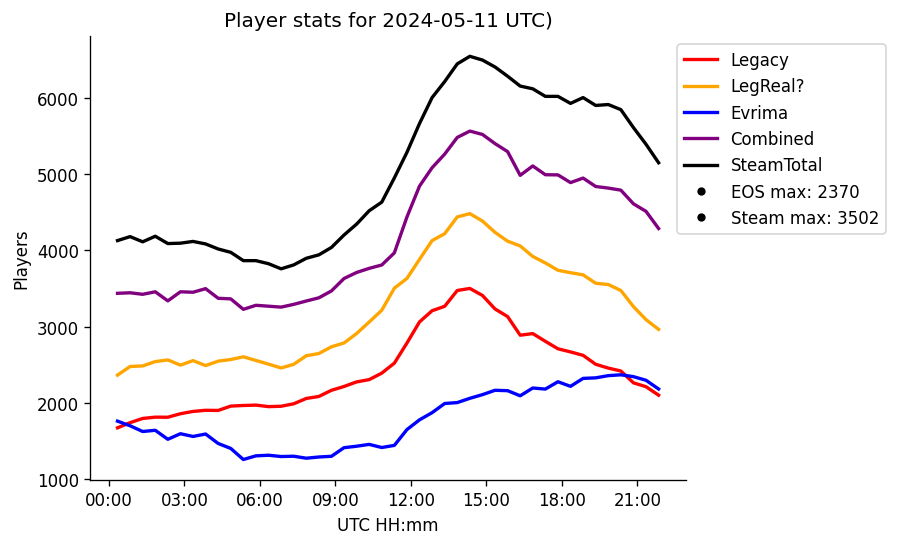 Player stats for 2024-05-11 UTC)
Legacy
LegReal?
Evrima
Combined
SteamTotal
EOS max: 2370
Steam max: 3502
Players
6000
5000
4000
3000
2000
1000
00:00 03:00 06:00 09:00 12:00 15:00 18:00 21:00
UTC HH:mm